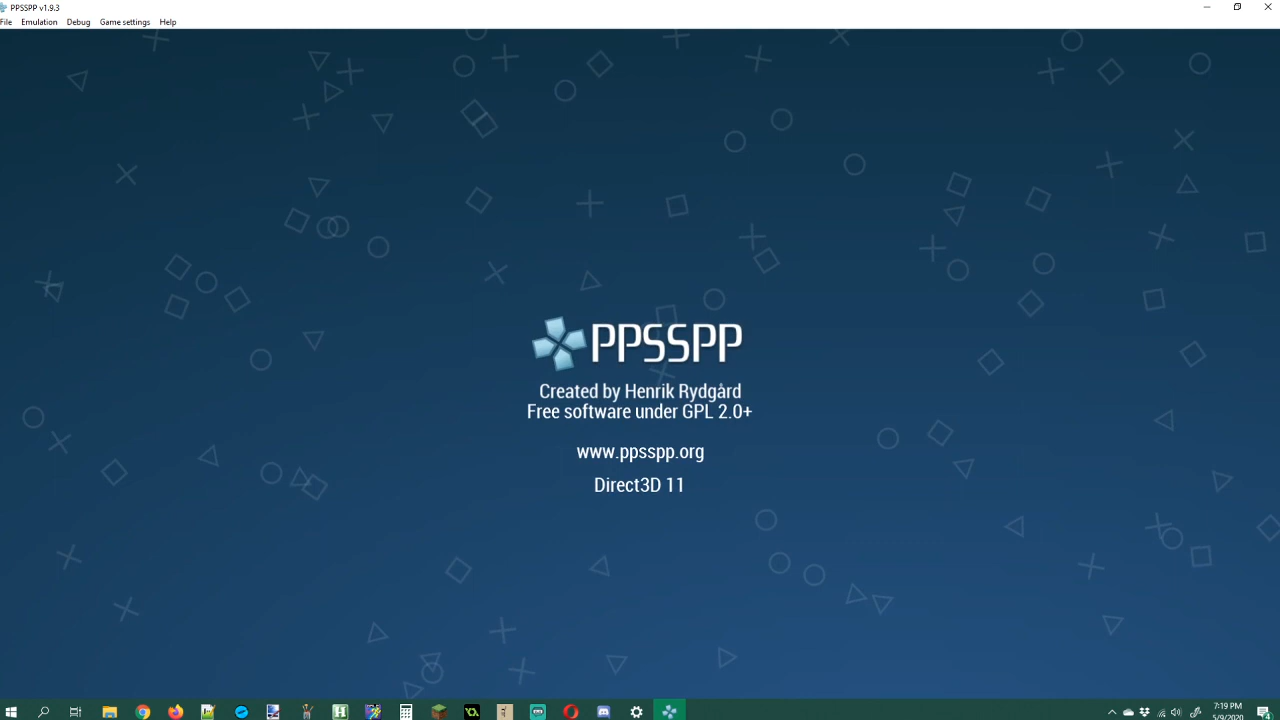 PPSSPP v1.9.3
File Emulation Debug Game settings Help
PPSSPP
Created by Henrik Rydgård
Free software under GPL 2.0+
www.ppsspp.org
Direct3D 11
7:19 PM
5/9/2020